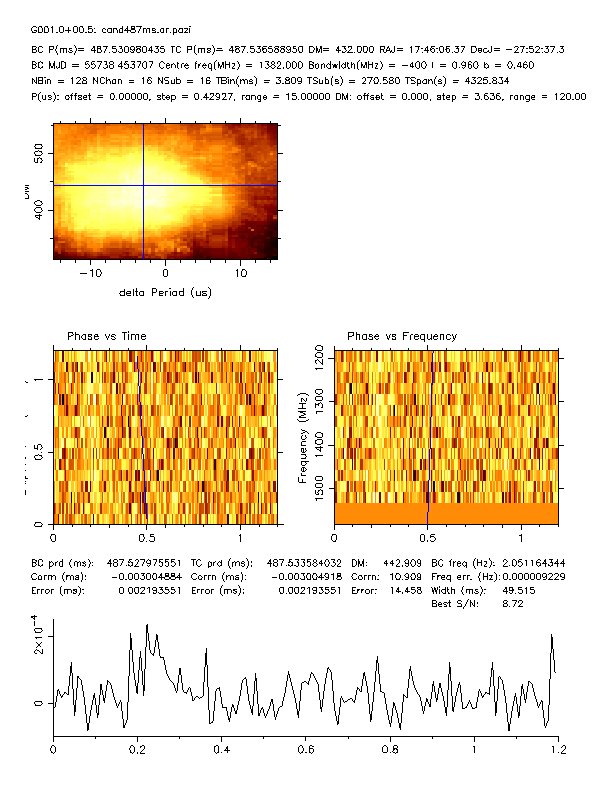 G001.0+00.5: cand487ms.ar.pazi
BC P(ms)= 487.530980435 TC P(ms)= 487.536588950 DM= 432.000 RAJ= 17:46:06.37 DecJ= -27:52:37.3
BC MJD = 55738.453707 Centre freq(MHz) = 1382.000 Bandwidth(MHz) = -400 l = 0.960 b = 0.460
NBin = 128 NChan = 16 NSub = 16 TBin(ms) = 3.809 TSub(s) = 270.580 TSpan(s) = 4325.834
P(us): offset = 0.00000, step = 0.42927, range = 15.00000 DM: offset = 0.000, step = 3.636, range = 120.00
500
400
DM
-10 0 10
delta Period (us)
Phase vs Time
1
0.5
0
0 0.5 1
Phase vs Frequency
1200
1300
1400
1500
Frequency (MHz)
0 0.5 1
BC prd (ms): 487.527975551 TC prd (ms): 487.533584032 DM: 442.909 BC freq (Hz): 2.051164344
Corrn (ms): -0.003004884 Corrn (ms): -0.003004918 Corrn: 10.909 Freq err. (Hz): 0.000009229
Error (ms): 0.002193551 Error (ms): 0.002193551 Error: 14.458 Width (ms): 49.515
Best S/N: 8.72
2×10⁻⁴
0
0 0.2 0.4 0.6 0.8 1 1.2